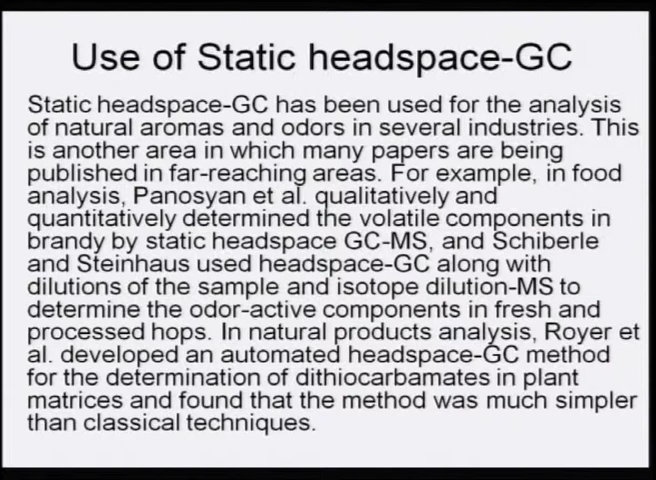 Use of Static headspace-GC
Static headspace-GC has been used for the analysis
of natural aromas and odors in several industries. This
is another area in which many papers are being
published in far-reaching areas. For example, in food
analysis, Panosyan et al. qualitatively and
quantitatively determined the volatile components in
brandy by static headspace GC-MS, and Schiberle
and Steinhaus used headspace-GC along with
dilutions of the sample and isotope dilution-MS to
determine the odor-active components in fresh and
processed hops. In natural products analysis, Royer et
al. developed an automated headspace-GC method
for the determination of dithiocarbamates in plant
matrices and found that the method was much simpler
than classical techniques.